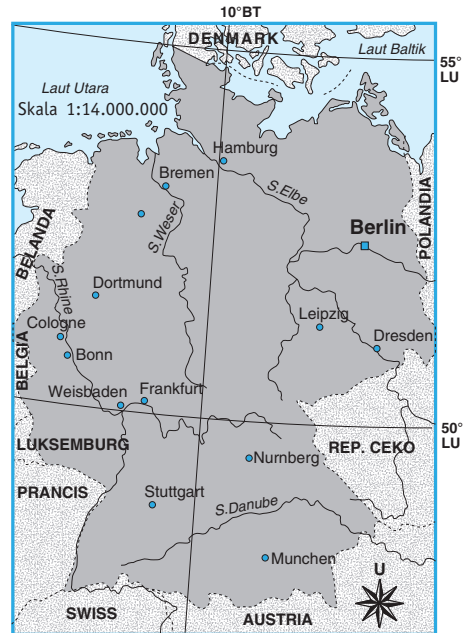 10°BT
DENMARK
Laut Baltik
55°
LU
Laut Utara
Skala 1:14.000.000
Hamburg
Bremen
S.Elbe
S.Weser
POLANDIA
BELANDA
Berlin
S.Rhine
Dortmund
Leipzig
Cologne
Dresden
Bonn
BELGIA
Weisbaden
Frankfurt
50°
LU
LUKSEMBURG
REP. CEKO
Nurnberg
PRANCIS
Stuttgart
S.Danube
Munchen
U
SWISS
AUSTRIA